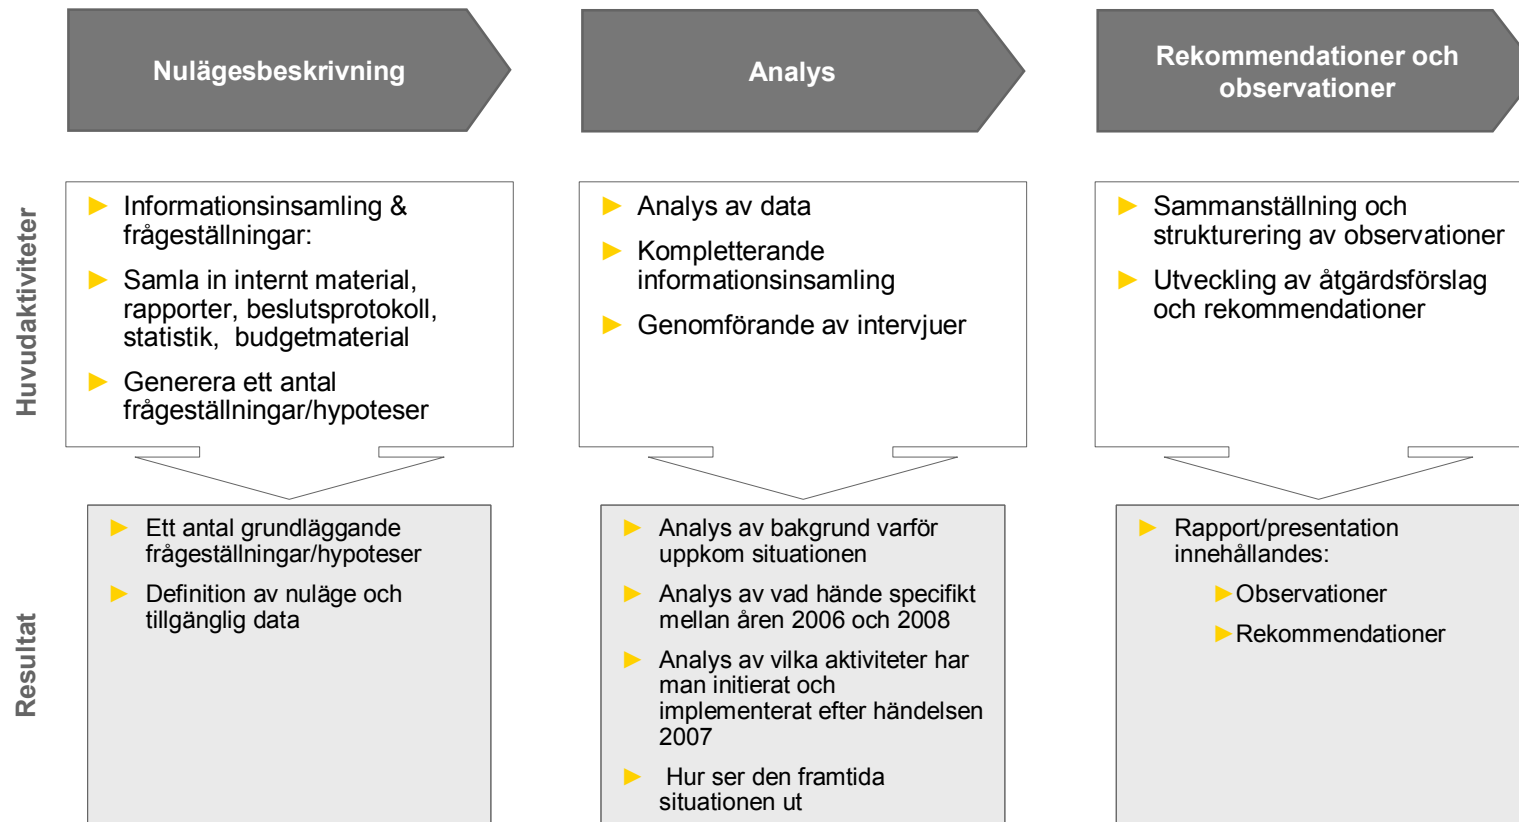 Nulägesbeskrivning
Analys
Rekommendationer och
observationer
Huvudaktiviteter
► Informationsinsamling &
frågeställningar:
► Samla in internt material,
rapporter, beslutsprotokoll,
statistik, budgetmaterial
► Generera ett antal
frågeställningar/hypoteser
► Analys av data
► Kompletterande
informationsinsamling
► Genomförande av intervjuer
► Sammanställning och
strukturering av observationer
► Utveckling av åtgärdsförslag
och rekommendationer
Resultat
► Ett antal grundläggande
frågeställningar/hypoteser
► Definition av nuläge och
tillgänglig data
► Analys av bakgrund varför
uppkom situationen
► Analys av vad hände specifikt
mellan åren 2006 och 2008
► Analys av vilka aktiviteter har
man initierat och
implementerat efter händelsen
2007
► Hur ser den framtida
situationen ut
► Rapport/presentation
innehållandes:
► Observationer
► Rekommendationer